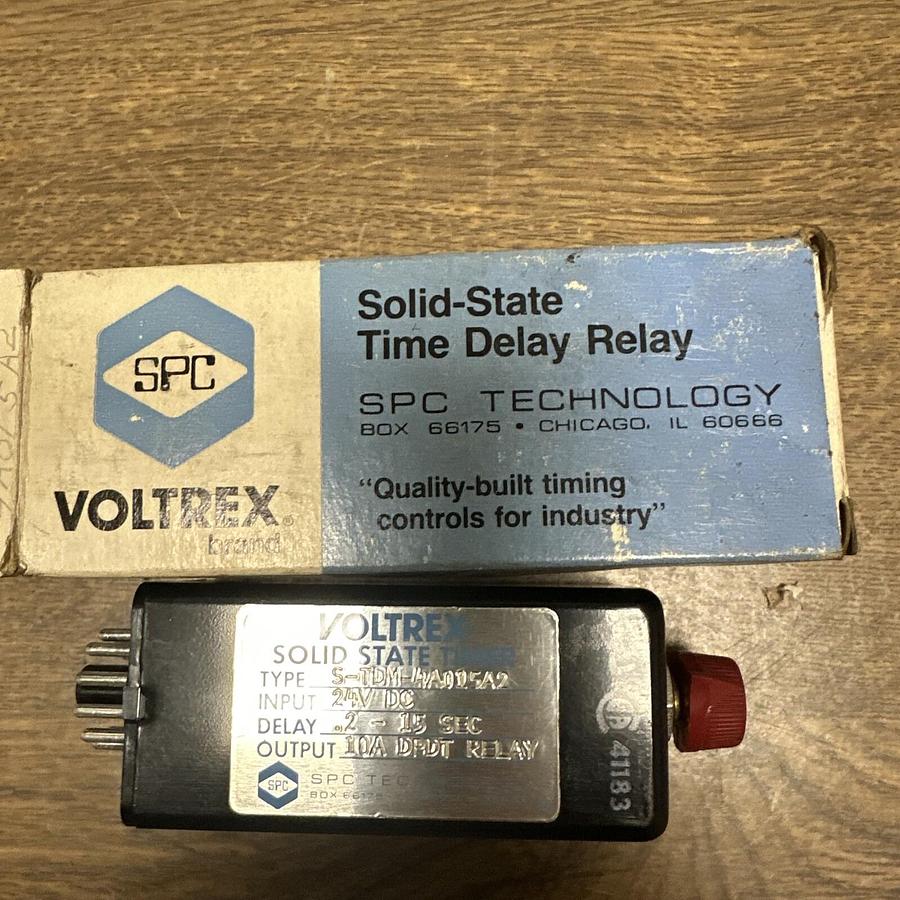 SPC
VOLTREX®
brand
Solid-State
Time Delay Relay
SPC TECHNOLOGY
BOX 66175 • CHICAGO, IL 60666
"Quality-built timing
controls for industry"
VOLTREX
SOLID STATE TIMER
TYPE S-TDM-4A015A2
INPUT 24V DC
DELAY .2 - 15 SEC
OUTPUT 10A DPDT RELAY
SPC
SPC TEC
BOX 66175
41183